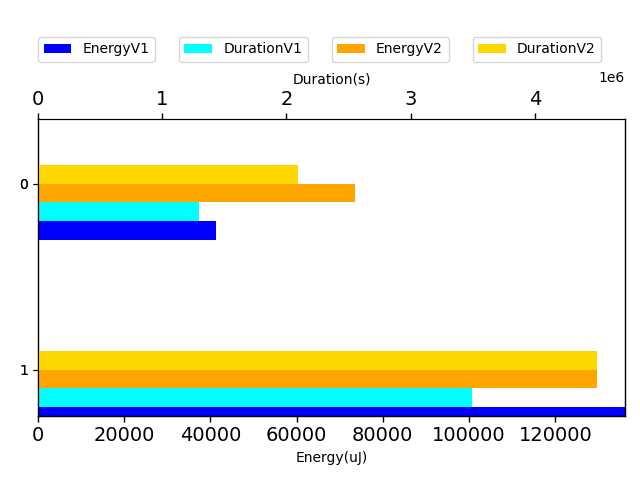 EnergyV1 DurationV1 EnergyV2 DurationV2
Duration(s)
1e6
0 1 2 3 4
0
1
0 20000 40000 60000 80000 100000 120000
Energy(uJ)